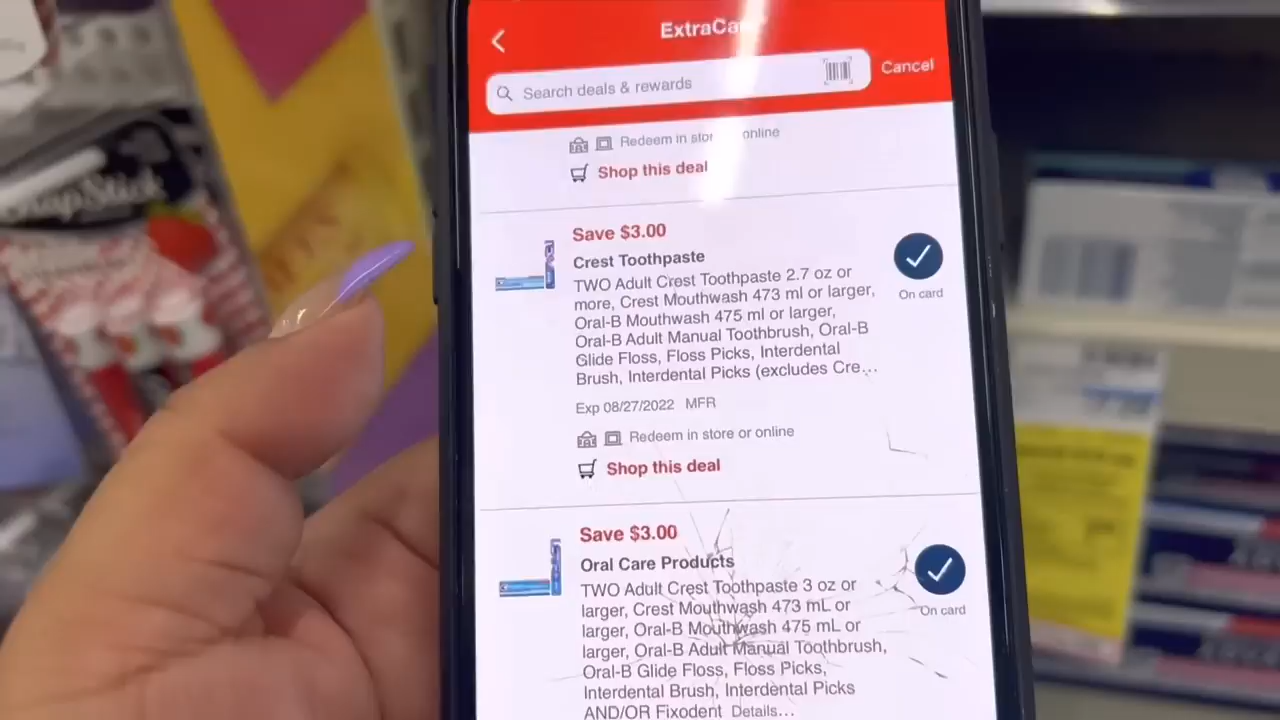 ExtraCa
Search deals & rewards
Cancel
Redeem in stor online
Shop this deal
Save $3.00
Crest Toothpaste
TWO Adult Crest Toothpaste 2.7 oz or
more, Crest Mouthwash 473 ml or larger,
Oral-B Mouthwash 475 ml or larger,
Oral-B Adult Manual Toothbrush, Oral-B
Glide Floss, Floss Picks, Interdental
Brush, Interdental Picks (excludes Cre…
On card
Exp 08/27/2022 MFR
Redeem in store or online
Shop this deal
Save $3.00
Oral Care Products
TWO Adult Crest Toothpaste 3 oz or
larger, Crest Mouthwash 473 mL or
larger, Oral-B Mouthwash 475 mL or
larger, Oral-B Adult Manual Toothbrush,
Oral-B Glide Floss, Floss Picks,
Interdental Brush, Interdental Picks
AND/OR Fixodent Details...
On card